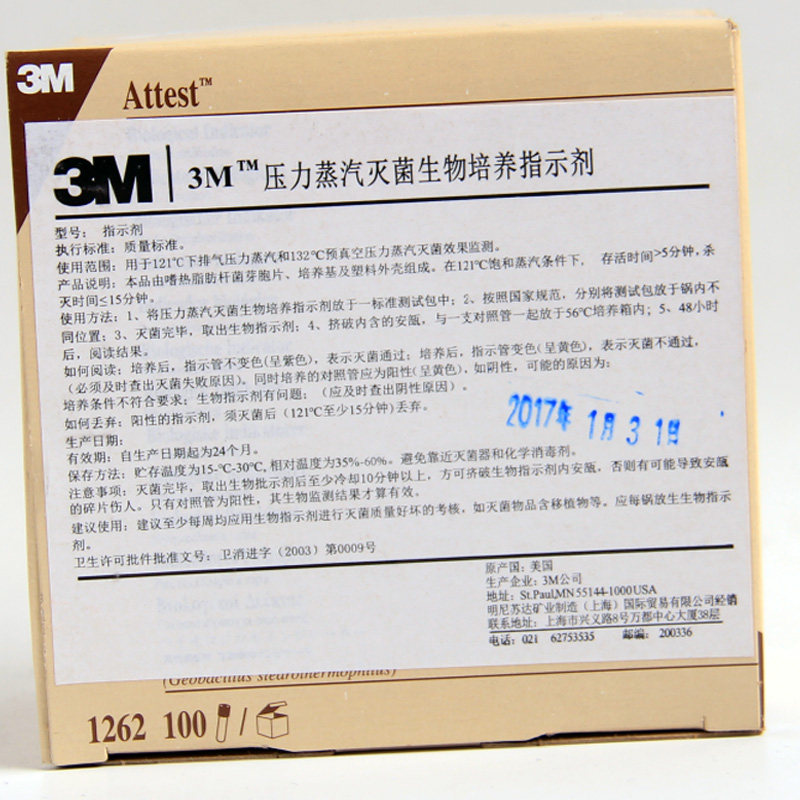 3M
Attest™
3M 3M™压力蒸汽灭菌生物培养指示剂
型号： 指示剂
执行标准：质量标准。
使用范围：用于121℃下排气压力蒸汽和132℃预真空压力蒸汽灭菌效果监测。
产品说明：本品由嗜热脂肪杆菌芽胞片、培养基及塑料外壳组成。在121℃饱和蒸汽条件下， 存活时间>5分钟，杀
灭时间≤15分钟。
使用方法：1、将压力蒸汽灭菌生物培养指示剂放于一标准测试包中；2、按照国家规范，分别将测试包放于锅内不
同位置；3、灭菌完毕，取出生物指示剂；4、挤破内含的安瓿，与一支对照管一起放于56℃培养箱内；5、48小时
后，阅读结果。
如何阅读：培养后，指示管不变色(呈紫色)，表示灭菌通过；培养后，指示管变色(呈黄色)，表示灭菌不通过，
(必须及时查出灭菌失败原因)。同时培养的对照管应为阳性(呈黄色)，如阴性，可能的原因为：
培养条件不符合要求；生物指示剂有问题；（应及时查出阴性原因）。
如何丢弃：阳性的指示剂，须灭菌后（121℃至少15分钟)丢弃。
生产日期： 2017年 1月 31日
有效期：自生产日期起为24个月。
保存方法：贮存温度为15-℃-30℃,相对温度为35%-60%。避免靠近灭菌器和化学消毒剂。
注意事项：灭菌完毕，取出生物批示剂后至少冷却10分钟以上，方可挤破生物指示剂内安瓿，否则有可能导致安瓿
的碎片伤人。只有对照管为阳性，其生物监测结果才算有效。
建议使用：建议至少每周均应用生物指示剂进行灭菌质量好坏的考核，如灭菌物品含移植物等。应每锅放生生物指示
剂。
卫生许可批件批准文号：卫消进字（2003）第0009号
原产国：美国
生产企业：3M公司
地址：St.Paul,MN55144-1000USA
明尼苏达矿业制造（上海）国际贸易有限公司经销
联系地址：上海市兴义路8号万都中心大厦38层
电话：021 62753535 邮编：200336
(Geobacillus stearothermophilus)
1262 100 /